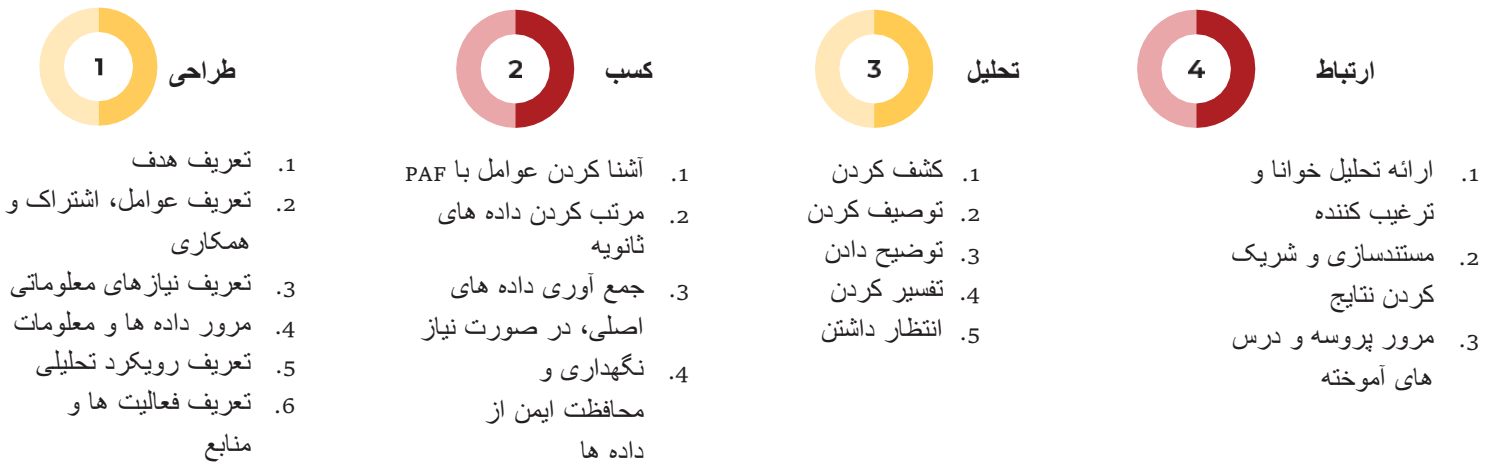 1
طراحی
1. تعریف هدف
2. تعریف عوامل، اشتراک و
همکاری
3. تعریف نیازهای معلوماتی
4. مرور داده ها و معلومات
5. تعریف رویکرد تحلیلی
6. تعریف فعالیت ها و
منابع
2
کسب
1. آشنا کردن عوامل با PAF
2. مرتب کردن داده های
ثانویه
3. جمع آوری داده های
اصلی، در صورت نیاز
4. نگهداری و
محافظت ایمن از
داده ها
3
تحلیل
1. کشف کردن
2. توصیف کردن
3. توضیح دادن
4. تفسیر کردن
5. انتظار داشتن
4
ارتباط
1. ارائه تحلیل خوانا و
ترغیب کننده
2. مستندسازی و شریک
کردن نتایج
3. مرور پروسه و درس
های آموخته